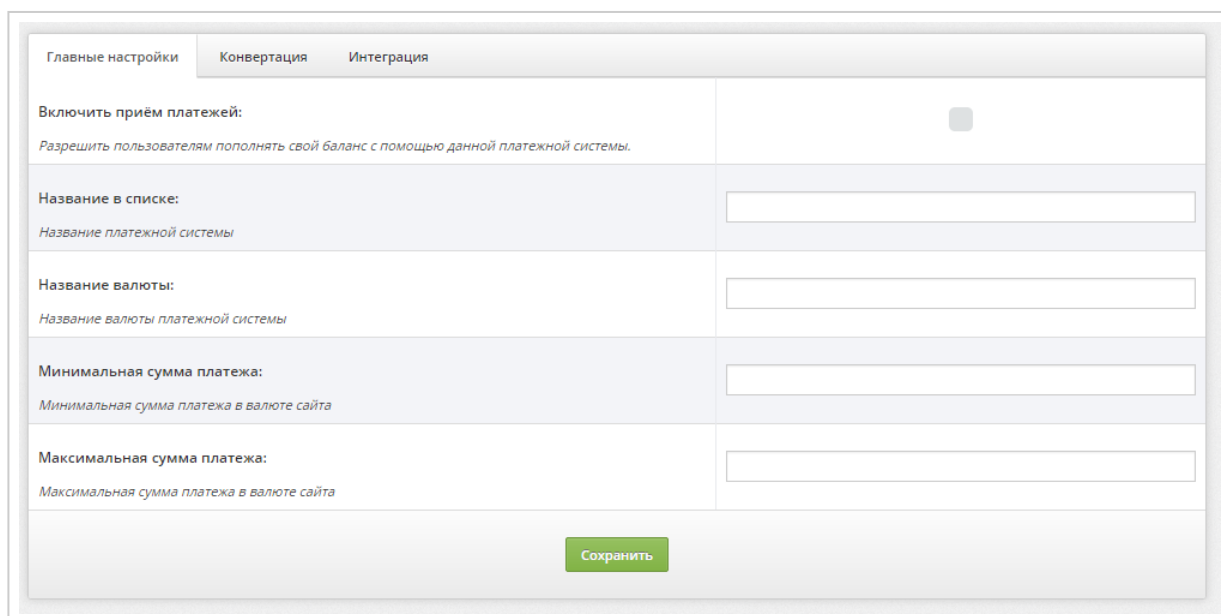 Главные настройки Конвертация Интеграция
Включить приём платежей:
Разрешить пользователям пополнять свой баланс с помощью данной платежной системы.
Название в списке:
Название платежной системы
Название валюты:
Название валюты платежной системы
Минимальная сумма платежа:
Минимальная сумма платежа в валюте сайта
Максимальная сумма платежа:
Максимальная сумма платежа в валюте сайта
Сохранить